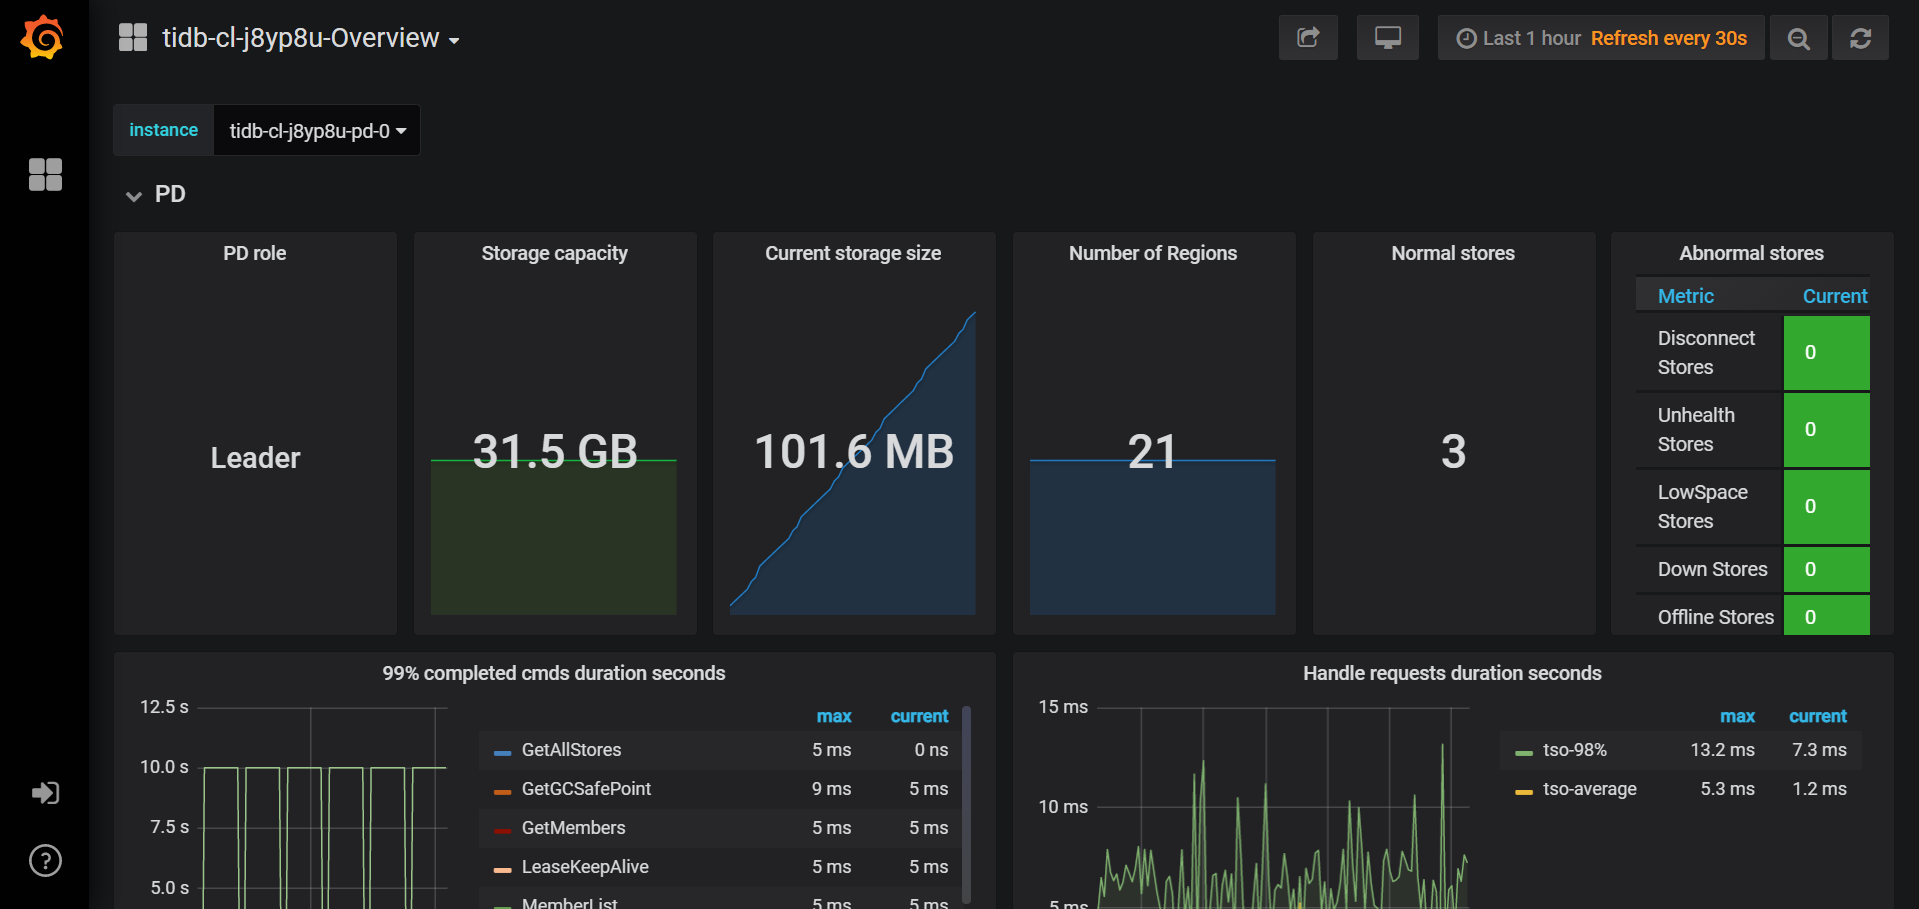 tidb-cl-j8yp8u-Overview
Last 1 hour Refresh every 30s
instance tidb-cl-j8yp8u-pd-0
PD
PD role
Leader
Storage capacity
31.5 GB
Current storage size
101.6 MB
Number of Regions
21
Normal stores
3
Abnormal stores
Metric Current
Disconnect
Stores
0
Unhealth
Stores
0
LowSpace
Stores
0
Down Stores 0
Offline Stores 0
99% completed cmds duration seconds
12.5 s
10.0 s
7.5 s
5.0 s
max current
GetAllStores 5 ms 0 ns
GetGCSafePoint 9 ms 5 ms
GetMembers 5 ms 5 ms
LeaseKeepAlive 5 ms 5 ms
MemberList 5 ms 5 ms
Handle requests duration seconds
15 ms
10 ms
5 ms
max current
tso-98% 13.2 ms 7.3 ms
tso-average 5.3 ms 1.2 ms
?